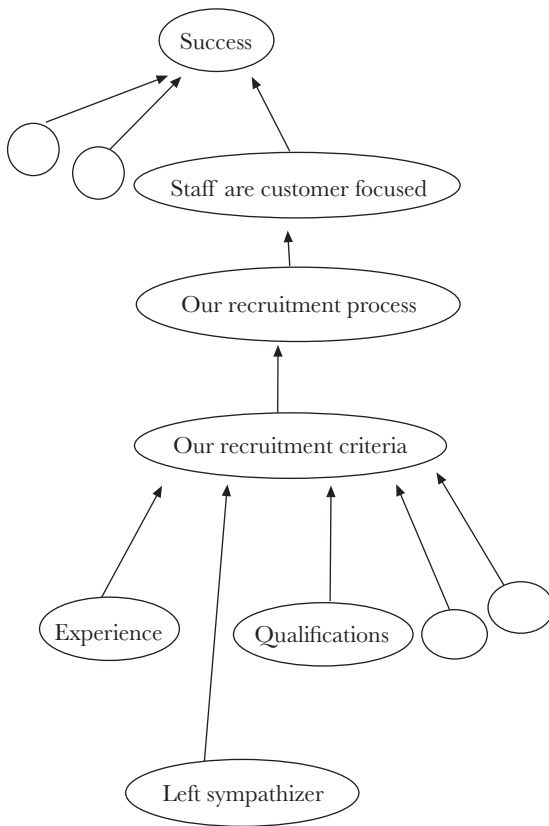 Success
Staff are customer focused
Our recruitment process
Our recruitment criteria
Experience
Qualifications
Left sympathizer